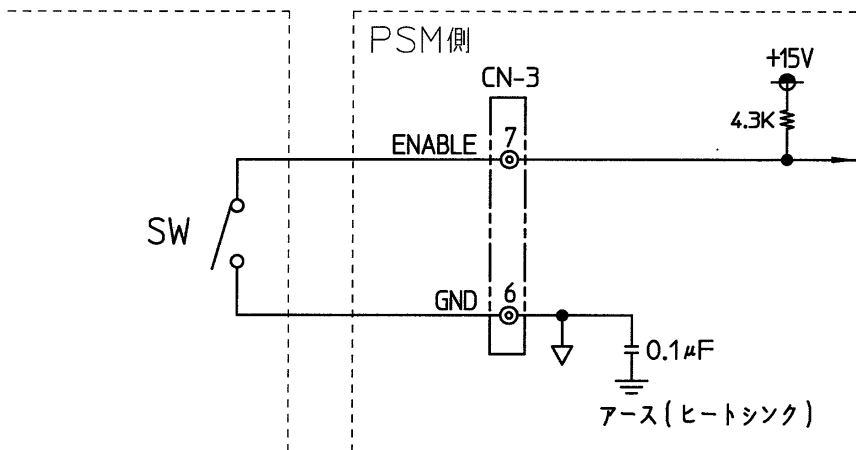 PSM側
CN-3
+15V
4.3K
ENABLE
7
SW
GND
6
0.1μF
アース(ヒートシンク)